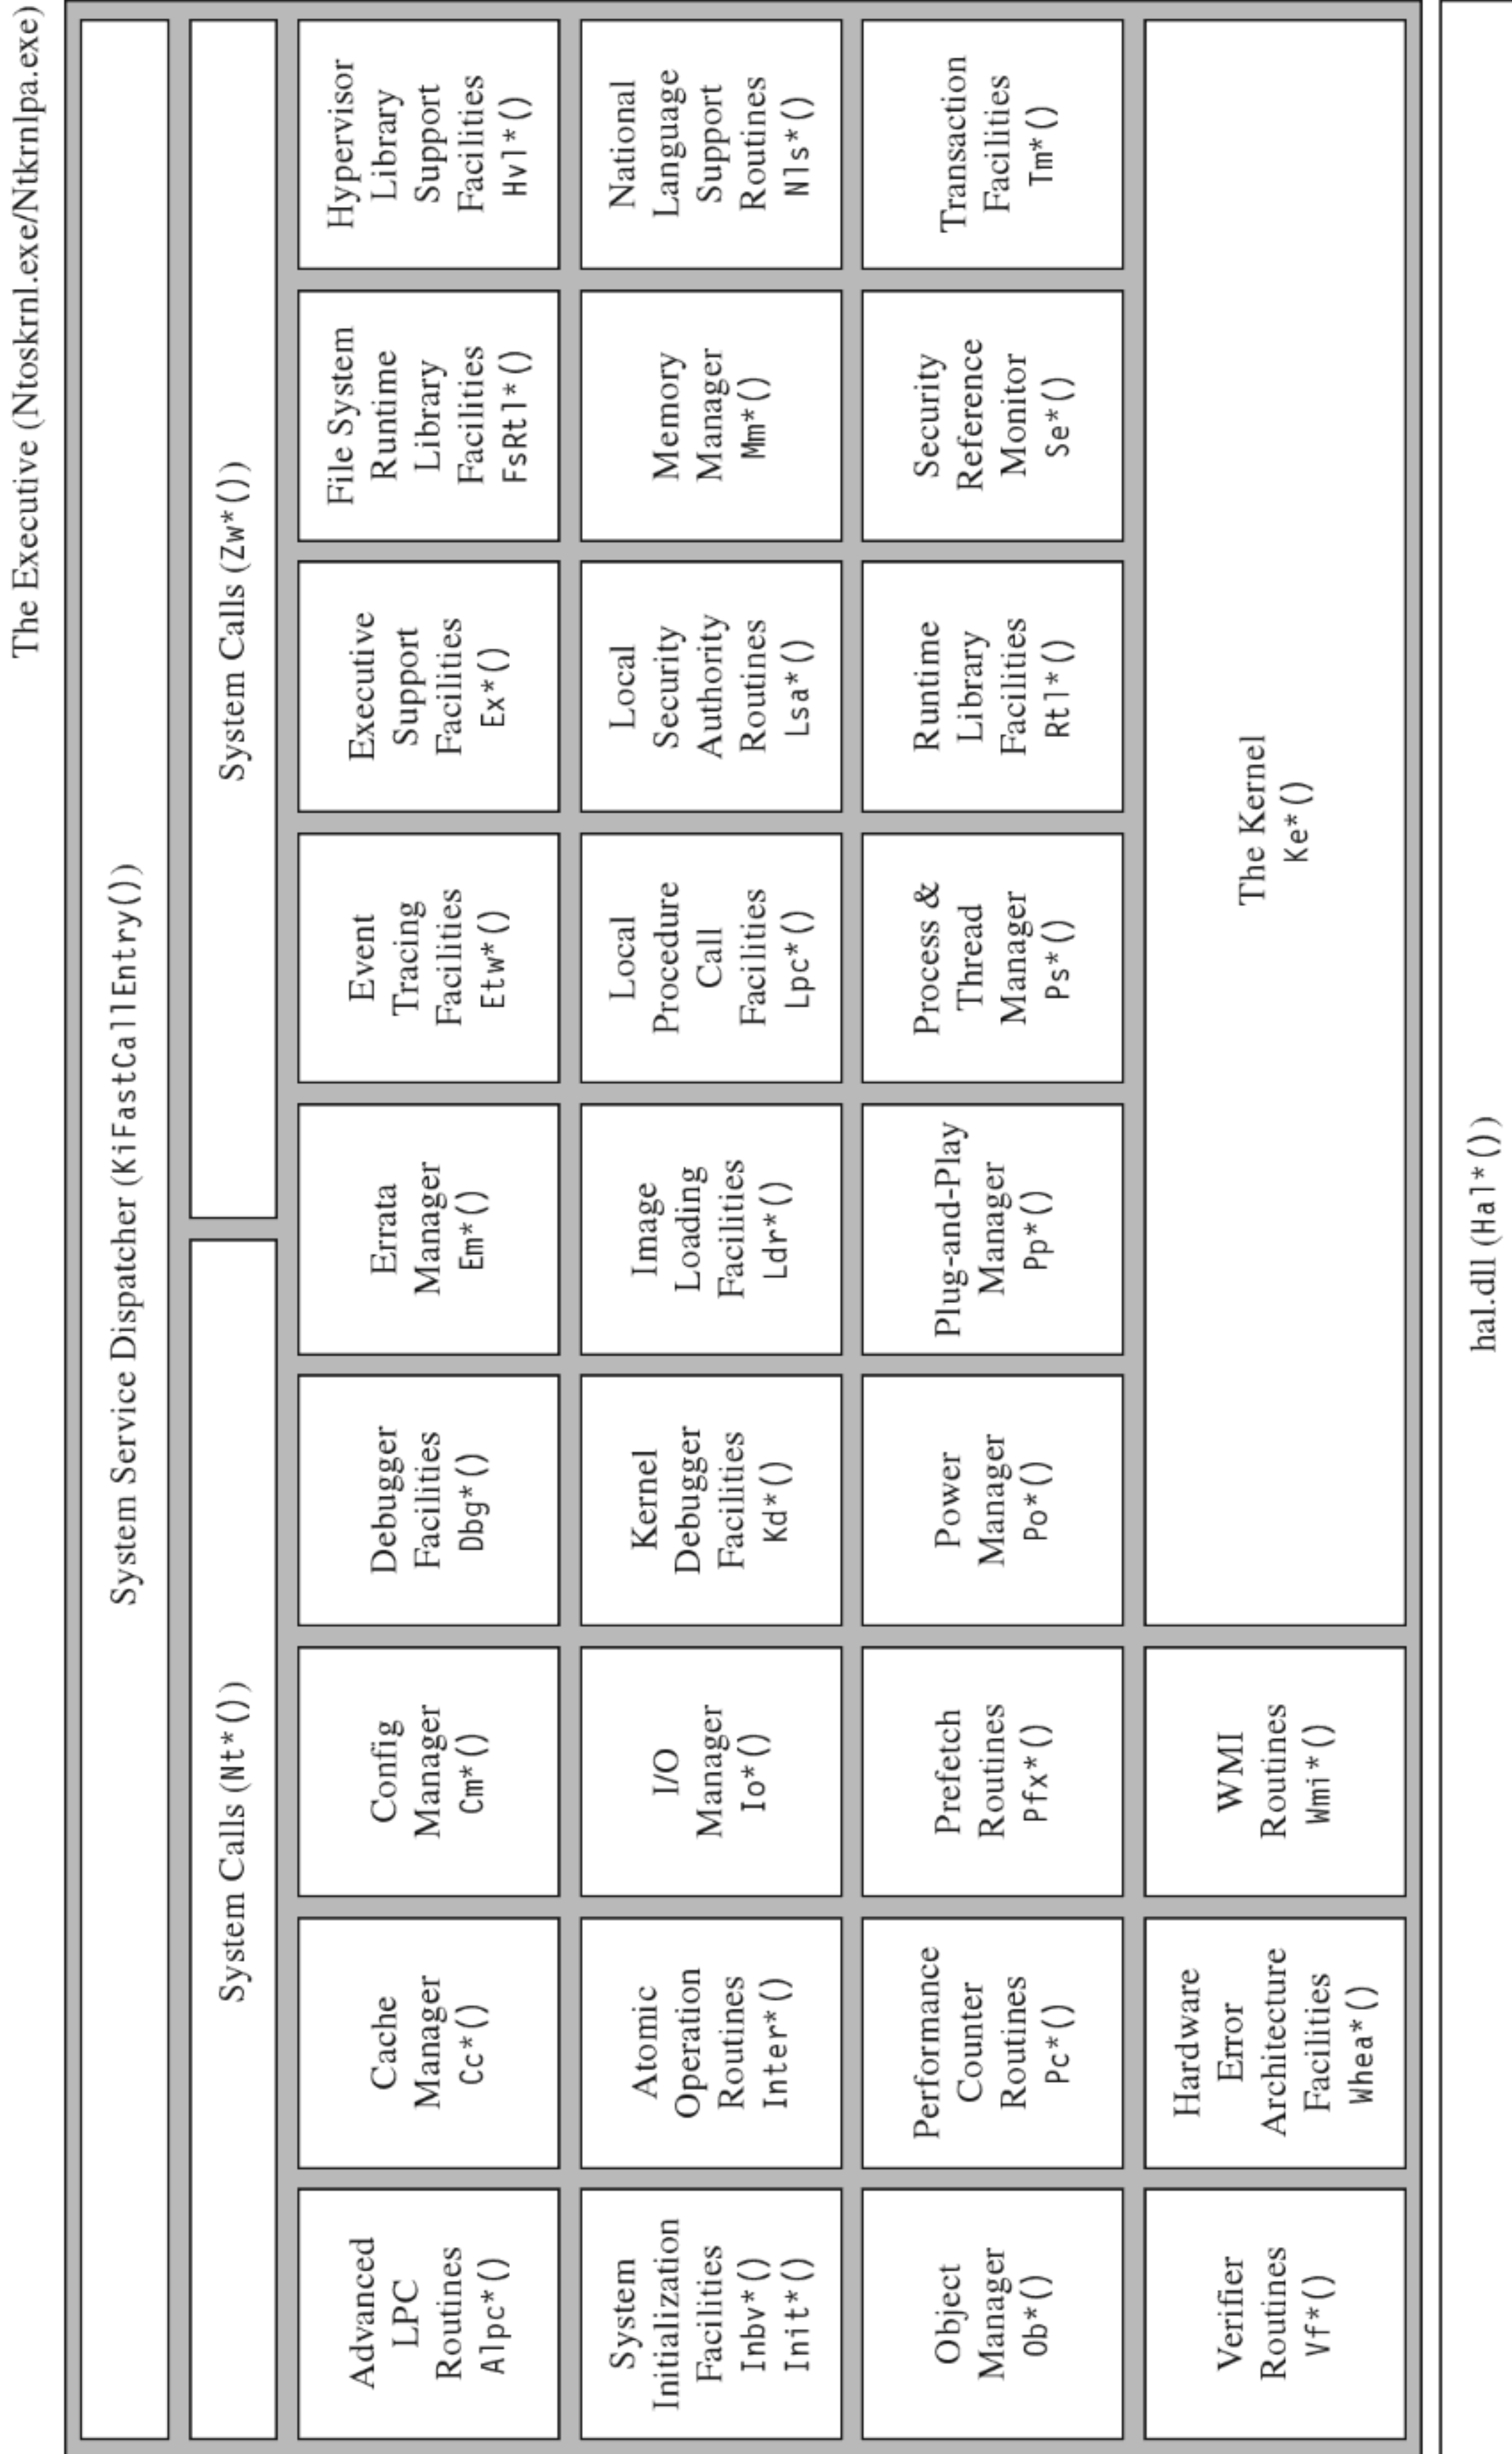 The Executive (Ntoskrnl.exe/Ntkrnlpa.exe)
System Service Dispatcher (KiFastCallEntry())
System Calls (Nt*())
System Calls (Zw*())
Advanced
LPC
Routines
Alpc*()
Cache
Manager
Cc*()
Config
Manager
Cm*()
Debugger
Facilities
Dbg*()
Errata
Manager
Em*()
Event
Tracing
Facilities
Etw*()
Executive
Support
Facilities
Ex*()
File System
Runtime
Library
Facilities
FsRtl*()
Hypervisor
Library
Support
Facilities
Hvl*()
System
Initialization
Facilities
Inbv*()
Init*()
Atomic
Operation
Routines
Inter*()
I/O
Manager
Io*()
Kernel
Debugger
Facilities
Kd*()
Image
Loading
Facilities
Ldr*()
Local
Procedure
Call
Facilities
Lpc*()
Local
Security
Authority
Routines
Lsa*()
Memory
Manager
Mm*()
National
Language
Support
Routines
Nls*()
Object
Manager
Ob*()
Performance
Counter
Routines
Pc*()
Prefetch
Routines
Pfx*()
Power
Manager
Po*()
Plug-and-Play
Manager
Pp*()
Process &
Thread
Manager
Ps*()
Runtime
Library
Facilities
Rtl*()
Security
Reference
Monitor
Se*()
Transaction
Facilities
Tm*()
Verifier
Routines
Vf*()
Hardware
Error
Architecture
Facilities
Whea*()
WMI
Routines
Wmi*()
The Kernel
Ke*()
hal.dll (Hal*())